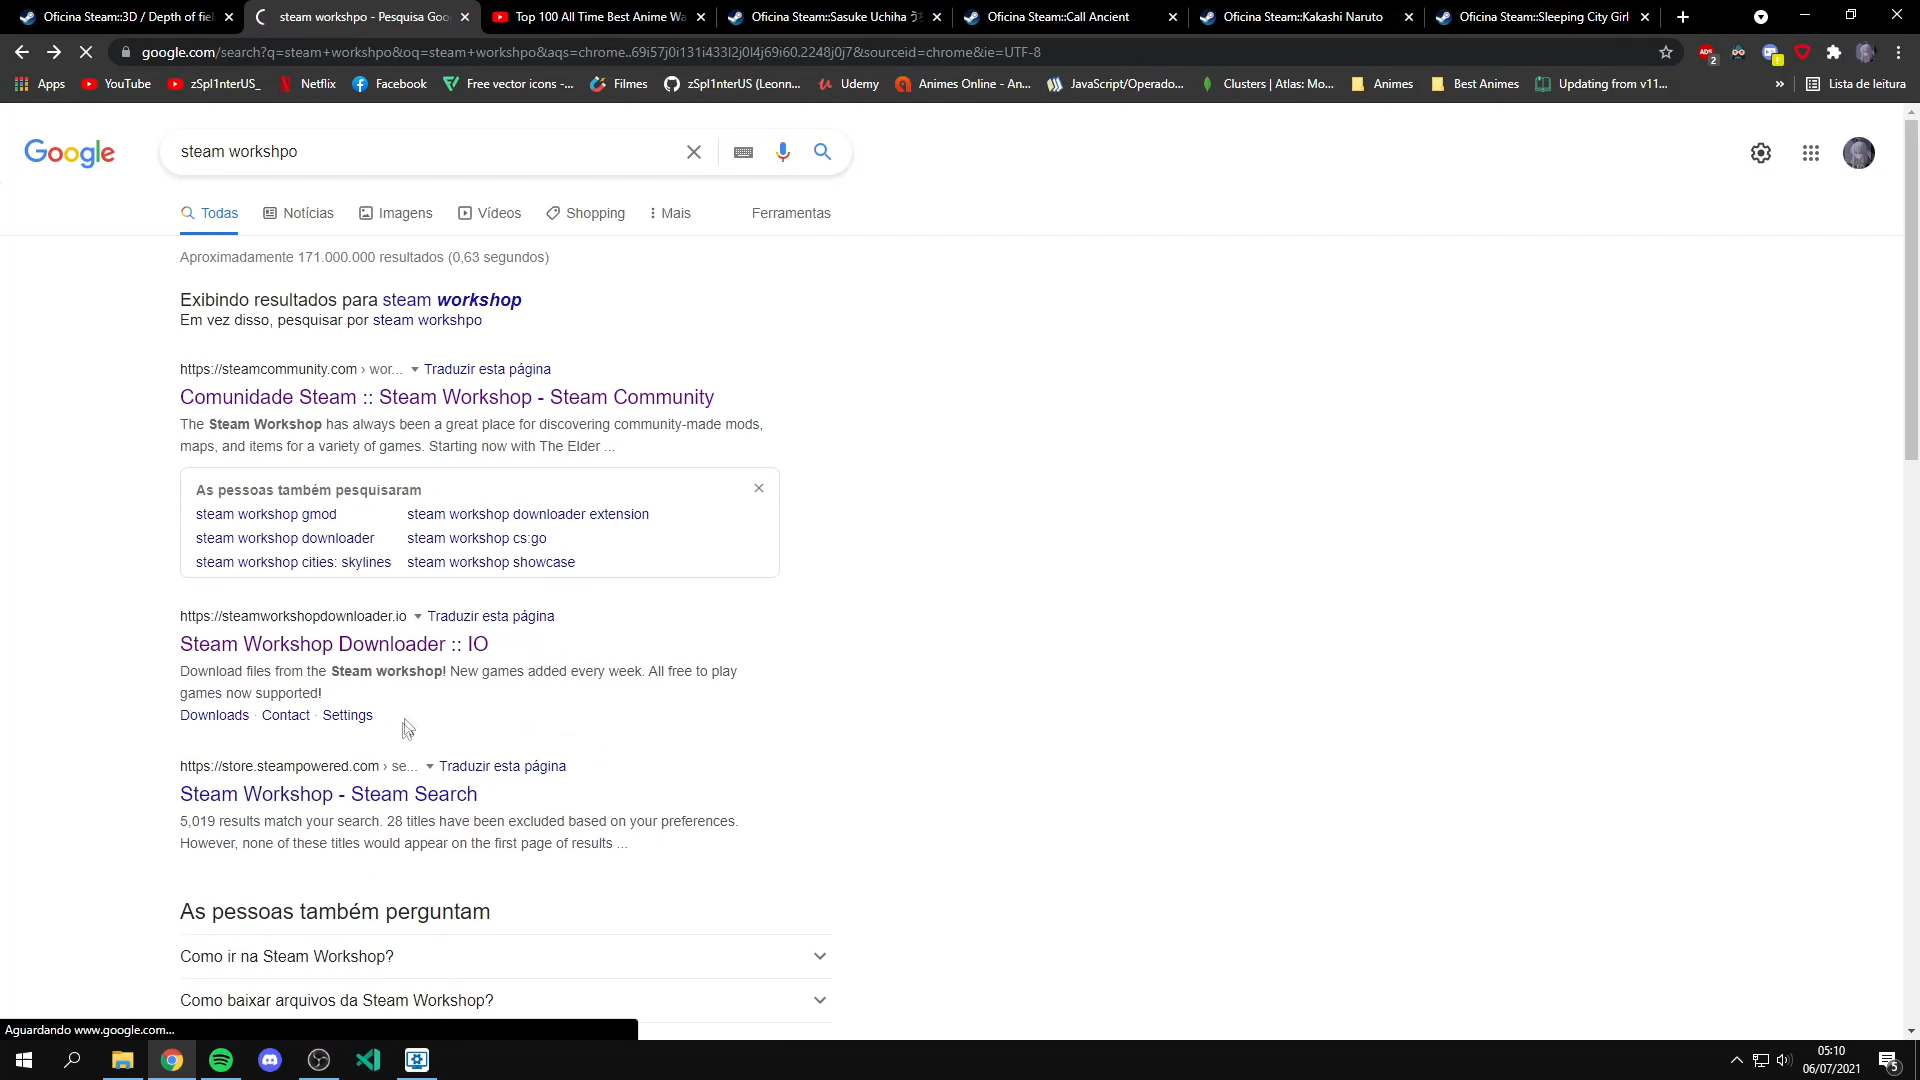 Oficina Steam::3D / Depth of fiel
steam workshpo - Pesquisa Goo
Top 100 All Time Best Anime Wa
Oficina Steam::Sasuke Uchiha
Oficina Steam::Call Ancient
Oficina Steam::Kakashi Naruto
Oficina Steam::Sleeping City Girl
google.com/search?q=steam+workshpo&oq=steam+workshpo&aqs=chrome..69i57j0i131i433l2j0l4j69i60.2248j0j7&sourceid=chrome&ie=UTF-8
2
Apps
YouTube
zSpl1nterUS_
Netflix
Facebook
Free vector icons -...
Filmes
zSpl1nterUS (Leonn...
Udemy
Animes Online - An...
JavaScript/Operado...
Clusters | Atlas: Mo...
Animes
Best Animes
Updating from v11...
»
Lista de leitura
Google
steam workshpo
Todas
Notícias
Imagens
Vídeos
Shopping
Mais
Ferramentas
Aproximadamente 171.000.000 resultados (0,63 segundos)
Exibindo resultados para steam workshop
Em vez disso, pesquisar por steam workshpo
https://steamcommunity.com › wor... Traduzir esta página
Comunidade Steam :: Steam Workshop - Steam Community
The Steam Workshop has always been a great place for discovering community-made mods,
maps, and items for a variety of games. Starting now with The Elder ...
As pessoas também pesquisaram
steam workshop gmod
steam workshop downloader extension
steam workshop downloader
steam workshop cs:go
steam workshop cities: skylines
steam workshop showcase
https://steamworkshopdownloader.io Traduzir esta página
Steam Workshop Downloader :: IO
Download files from the Steam workshop! New games added every week. All free to play
games now supported!
Downloads · Contact · Settings
https://store.steampowered.com › se... Traduzir esta página
Steam Workshop - Steam Search
5,019 results match your search. 28 titles have been excluded based on your preferences.
However, none of these titles would appear on the first page of results ...
As pessoas também perguntam
Como ir na Steam Workshop?
Como baixar arquivos da Steam Workshop?
Aguardando www.google.com...
05:10
06/07/2021
5